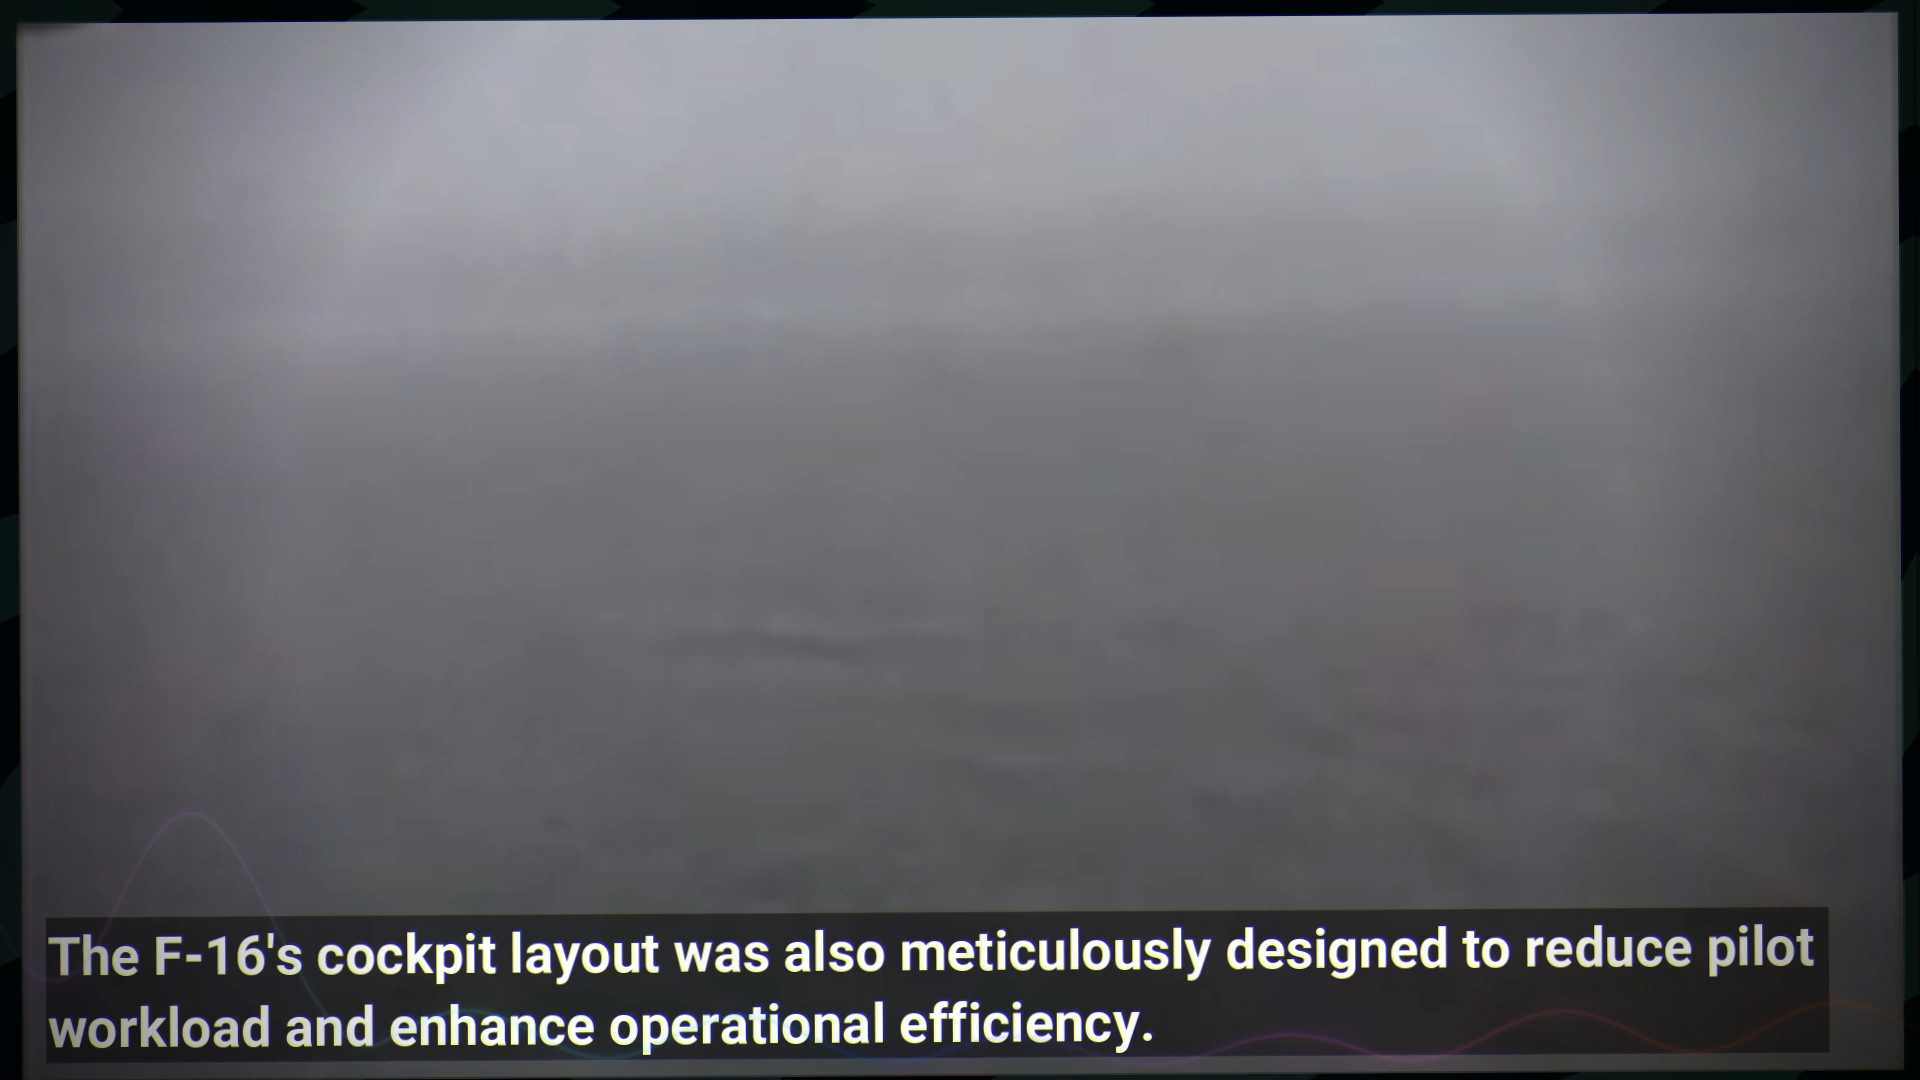 The F-16's cockpit layout was also meticulously designed to reduce pilot
workload and enhance operational efficiency.